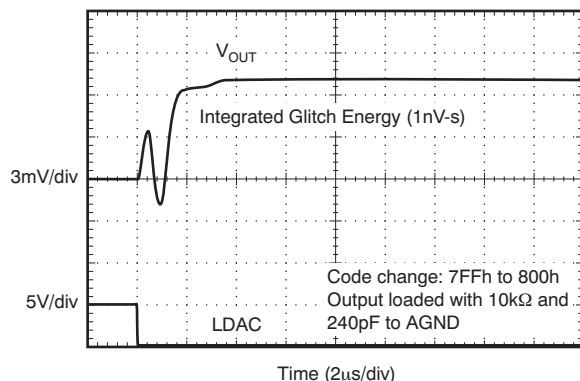 V_OUT
Integrated Glitch Energy (1nV-s)
3mV/div
Code change: 7FFh to 800h
5V/div
Output loaded with 10kΩ and
LDAC
240pF to AGND
Time (2μs/div)